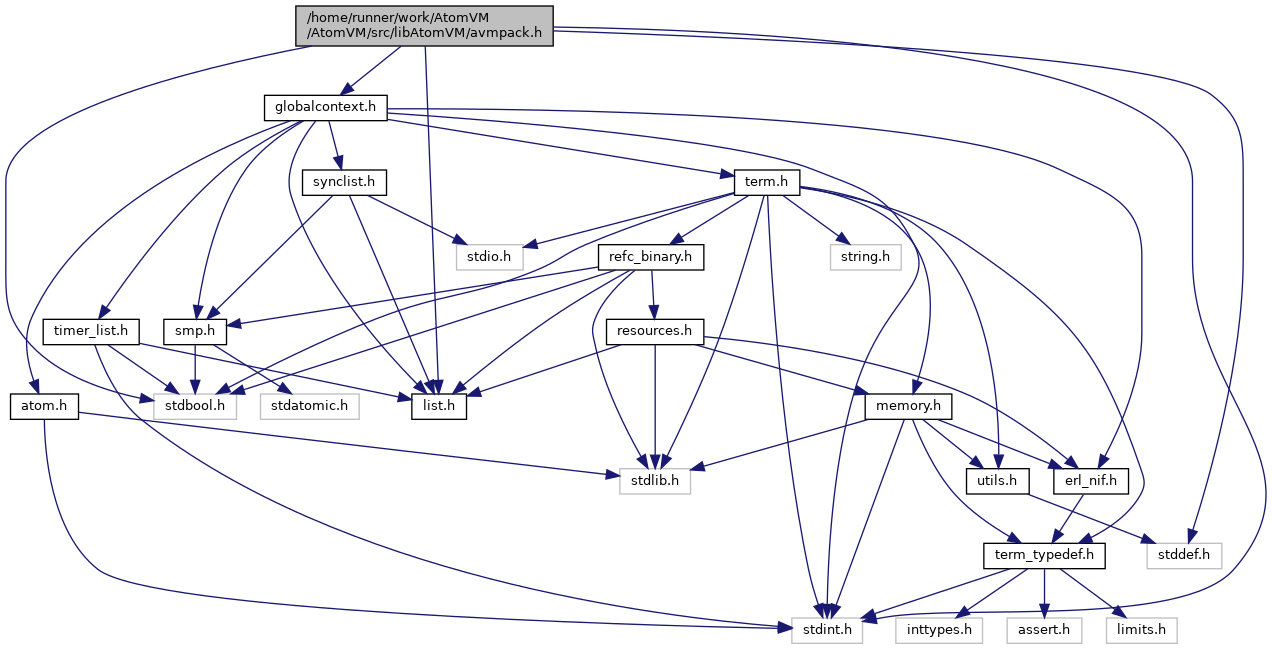 /home/runner/work/AtomVM
/AtomVM/src/libAtomVM/avmpack.h
globalcontext.h
synclist.h
term.h
stdio.h
refc_binary.h
string.h
timer_list.h
smp.h
resources.h
atom.h
stdbool.h
stdatomic.h
list.h
memory.h
stdlib.h
utils.h
erl_nif.h
term_typedef.h
stddef.h
stdint.h
inttypes.h
assert.h
limits.h